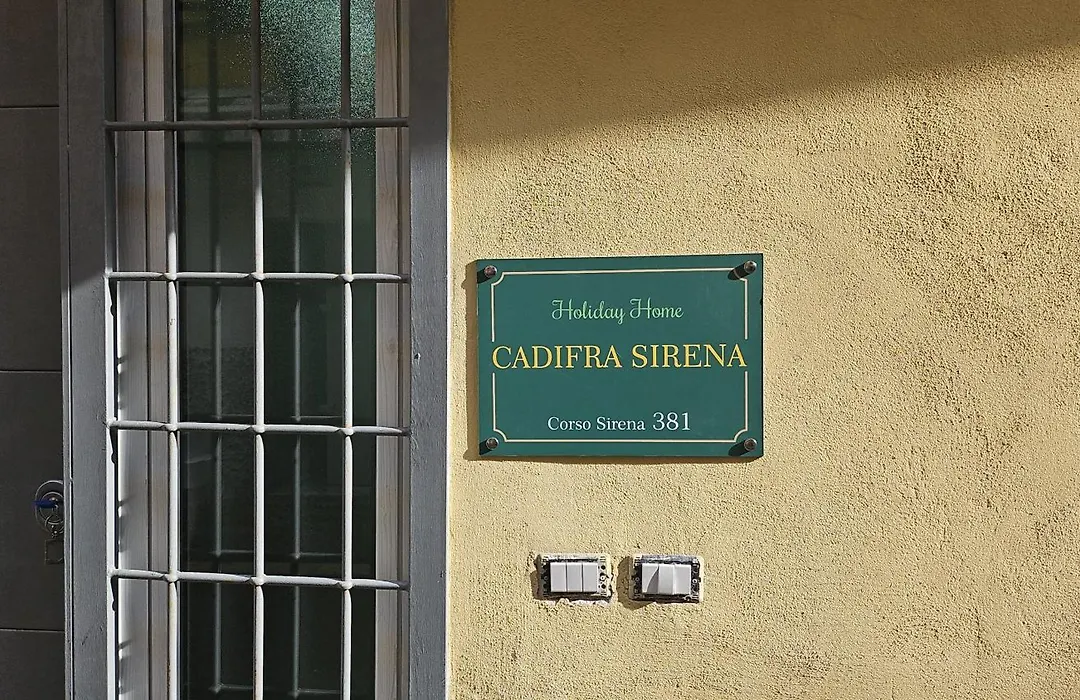 Holiday Home
CADIFRA SIRENA
Corso Sirena 381